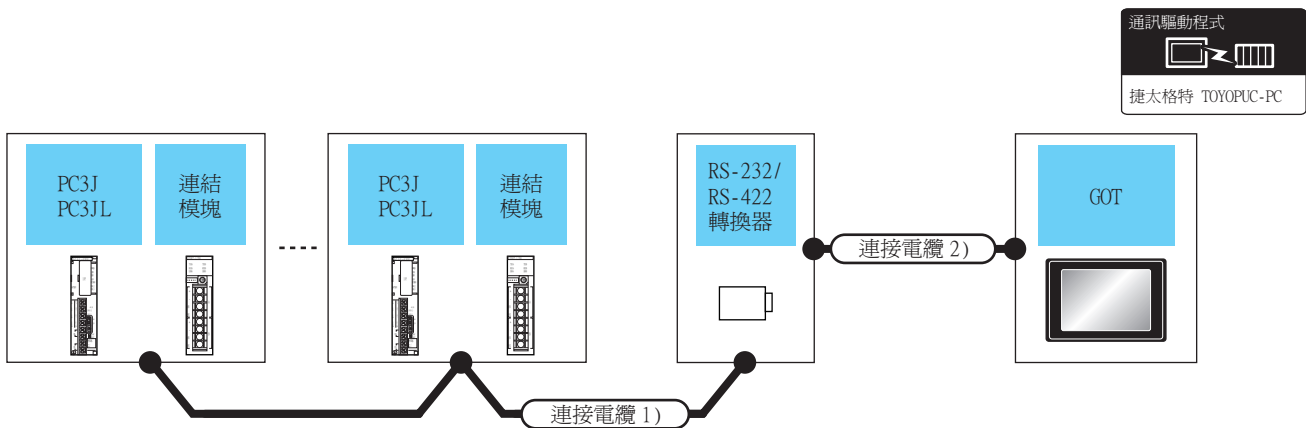 通訊驅動程式
捷太格特 TOYOPUC-PC
PC3J
PC3JL
連結
模塊
PC3J
PC3JL
連結
模塊
RS-232/
RS-422
轉換器
GOT
連接電纜 2)
連接電纜 1)